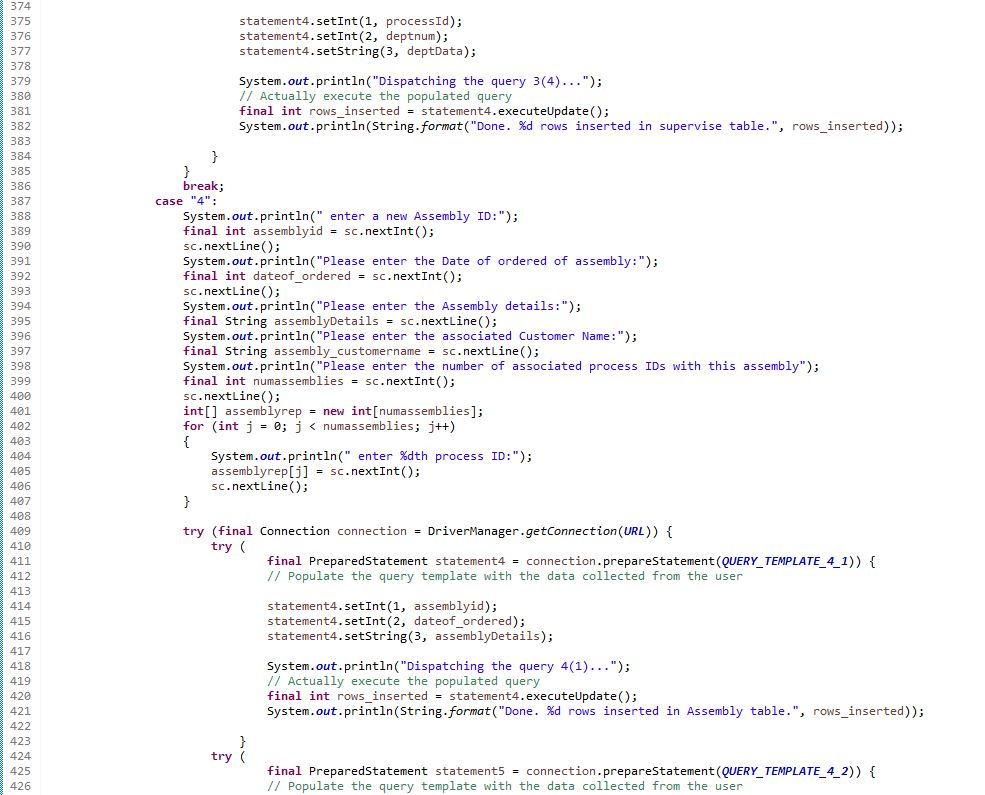 374
375 statement4.setInt(1, processId);
376 statement4.setInt(2, deptnum);
377 statement4.setString(3, deptData);
378
379 System.out.println("Dispatching the query 3(4)...");
380 // Actually execute the populated query
381 final int rows_inserted = statement4.executeUpdate();
382 System.out.println(String.format("Done. %d rows inserted in supervise table.", rows_inserted));
383
384 }
385 }
386 break;
387 case "4":
388 System.out.println(" enter a new Assembly ID:");
389 final int assemblyid = sc.nextInt();
390 sc.nextLine();
391 System.out.println("Please enter the Date of ordered of assembly:");
392 final int dateof_ordered = sc.nextInt();
393 sc.nextLine();
394 System.out.println("Please enter the Assembly details:");
395 final String assemblyDetails = sc.nextLine();
396 System.out.println("Please enter the associated Customer Name:");
397 final String assembly_customername = sc.nextLine();
398 System.out.println("Please enter the number of associated process IDs with this assembly");
399 final int numassemblies = sc.nextInt();
400 sc.nextLine();
401 int[] assemblyrep = new int[numassemblies];
402 for (int j = 0; j < numassemblies; j++)
403 {
404 System.out.println(" enter %dth process ID:");
405 assemblyrep[j] = sc.nextInt();
406 sc.nextLine();
407 }
408
409 try (final Connection connection = DriverManager.getConnection(URL)) {
410 try (
411 final PreparedStatement statement4 = connection.prepareStatement(QUERY_TEMPLATE_4_1)) {
412 // Populate the query template with the data collected from the user
413
414 statement4.setInt(1, assemblyid);
415 statement4.setInt(2, dateof_ordered);
416 statement4.setString(3, assemblyDetails);
417
418 System.out.println("Dispatching the query 4(1)...");
419 // Actually execute the populated query
420 final int rows_inserted = statement4.executeUpdate();
421 System.out.println(String.format("Done. %d rows inserted in Assembly table.", rows_inserted));
422
423 }
424 try (
425 final PreparedStatement statement5 = connection.prepareStatement(QUERY_TEMPLATE_4_2)) {
426 // Populate the query template with the data collected from the user